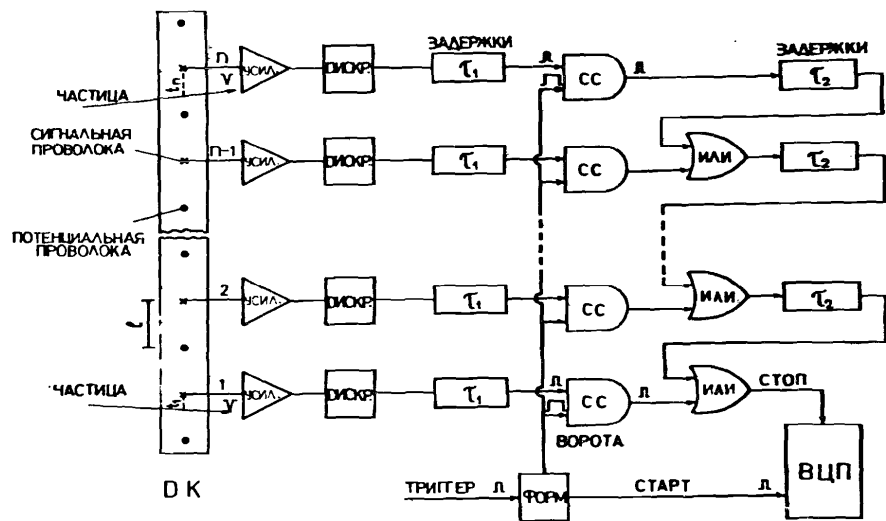 ЗАДЕРЖКИ
ЗАДЕРЖКИ
n
УСИЛ.
ДИСКР.
τ1
СС
τ2
ЧАСТИЦА
СИГНАЛЬНАЯ
ПРОВОЛОКА
n-1
УСИЛ.
ДИСКР.
τ1
СС
ИЛИ
τ2
ПОТЕНЦИАЛЬНАЯ
ПРОВОЛОКА
2
УСИЛ.
ДИСКР.
τ1
СС
ИЛИ
τ2
ℓ
ЧАСТИЦА
1
УСИЛ.
ДИСКР.
τ1
СС
ИЛИ
СТОП
ВОРОТА
ДК
ТРИГГЕР
ФОРМ
СТАРТ
ВЦП